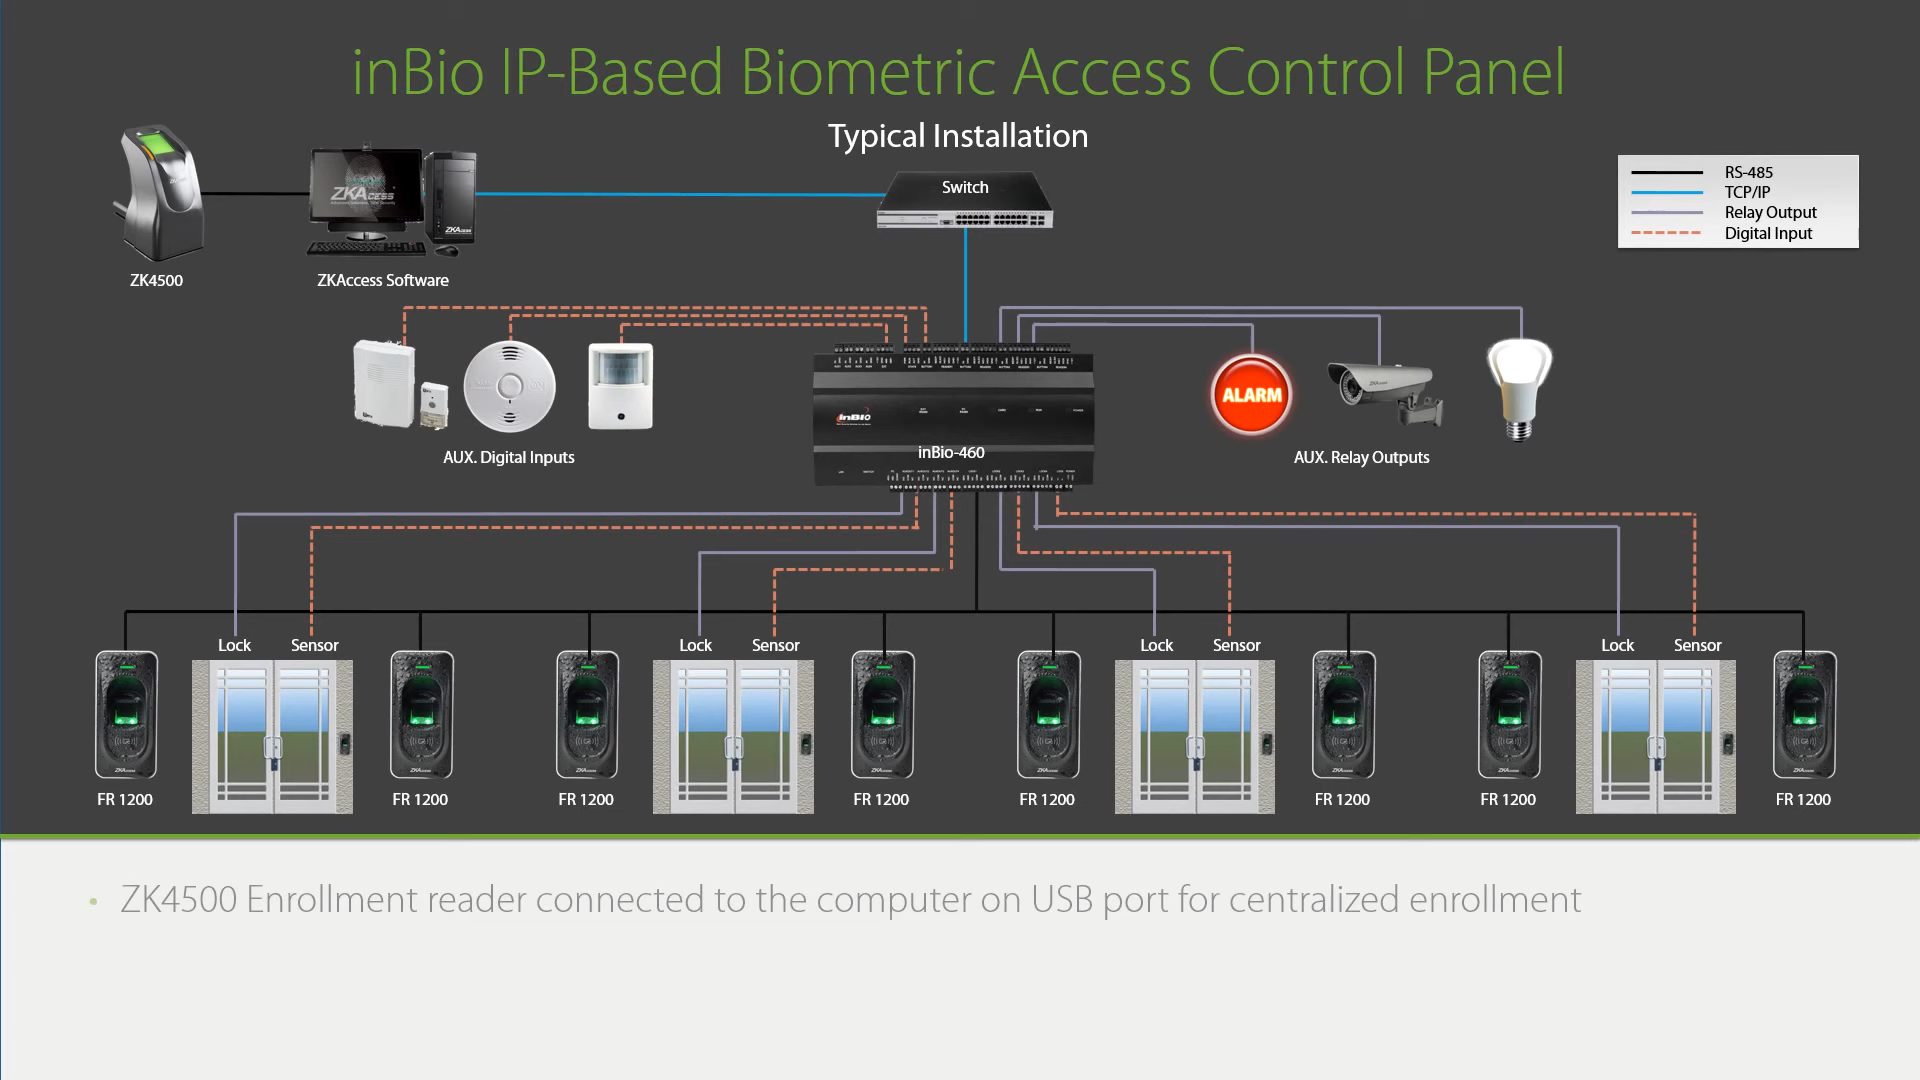 inBio IP-Based Biometric Access Control Panel
Typical Installation
Switch
RS-485
TCP/IP
Relay Output
Digital Input
ZKAccess
ZKAccess
ZK4500
ZKAccess Software
ALARM
inBIO
inBio-460
AUX. Digital Inputs
AUX. Relay Outputs
Lock
Sensor
Lock
Sensor
Lock
Sensor
Lock
Sensor
FR 1200
FR 1200
FR 1200
FR 1200
FR 1200
FR 1200
FR 1200
FR 1200
• ZK4500 Enrollment reader connected to the computer on USB port for centralized enrollment